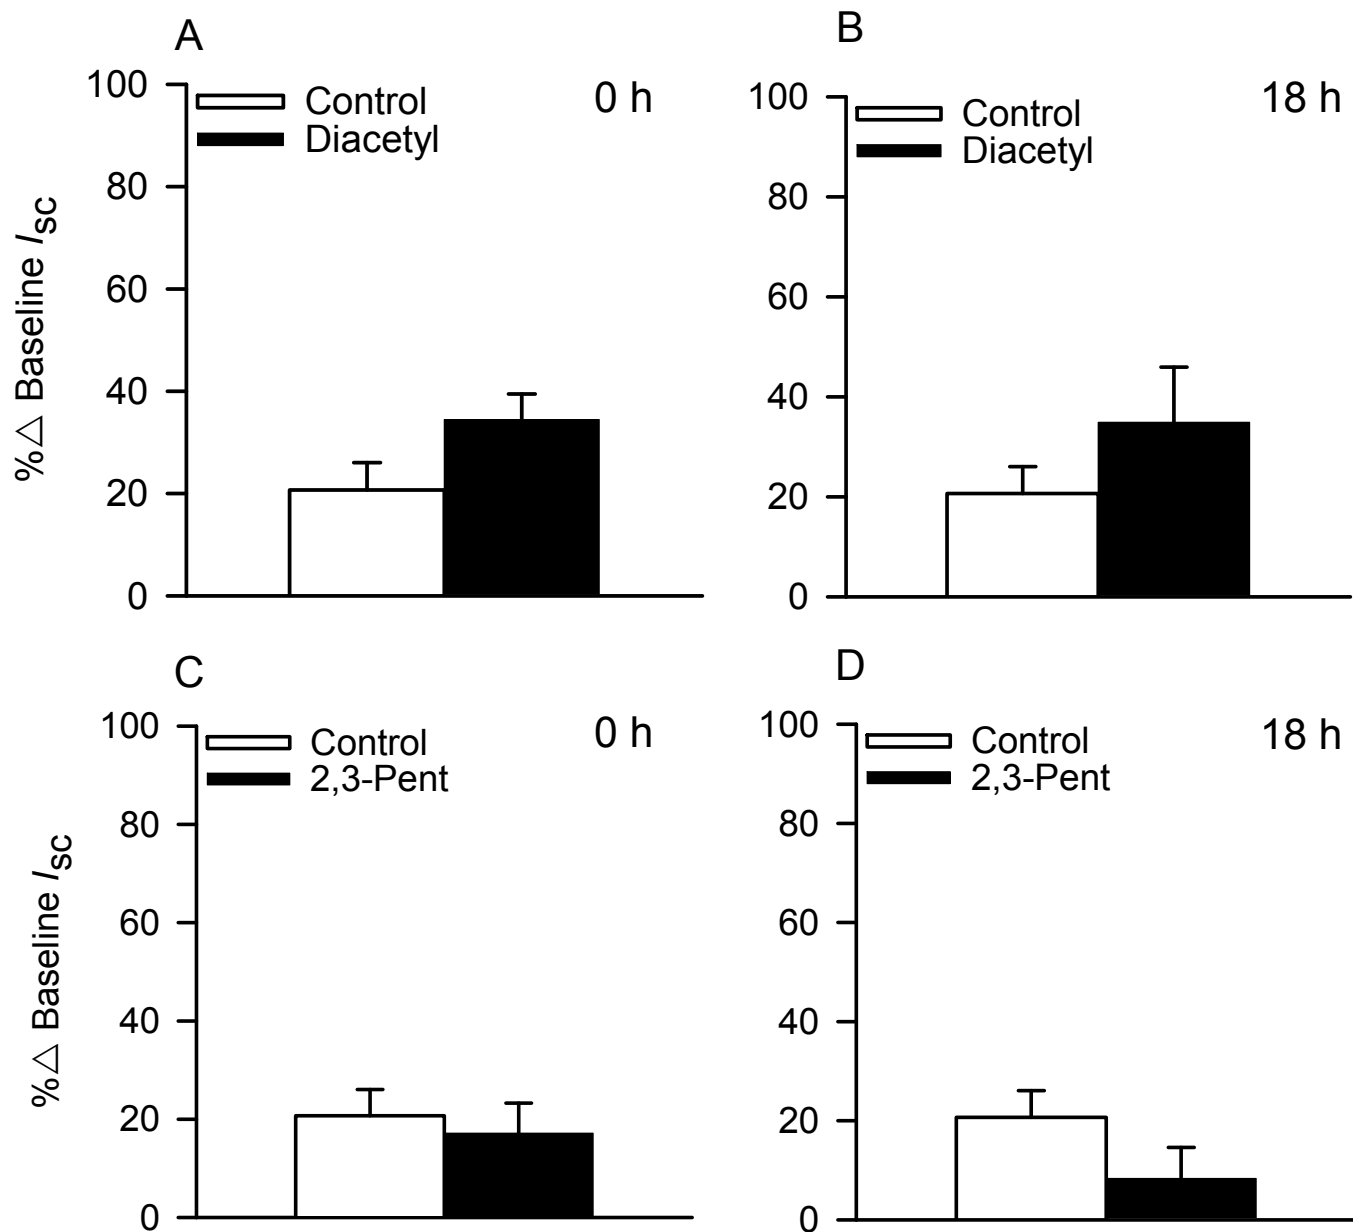 A
100
80
60
40
20
0
%△ Baseline Isc
Control
Diacetyl
0 h
B
100
80
60
40
20
0
Control
Diacetyl
18 h
C
100
80
60
40
20
0
%△ Baseline Isc
Control
2,3-Pent
0 h
D
100
80
60
40
20
0
Control
2,3-Pent
18 h